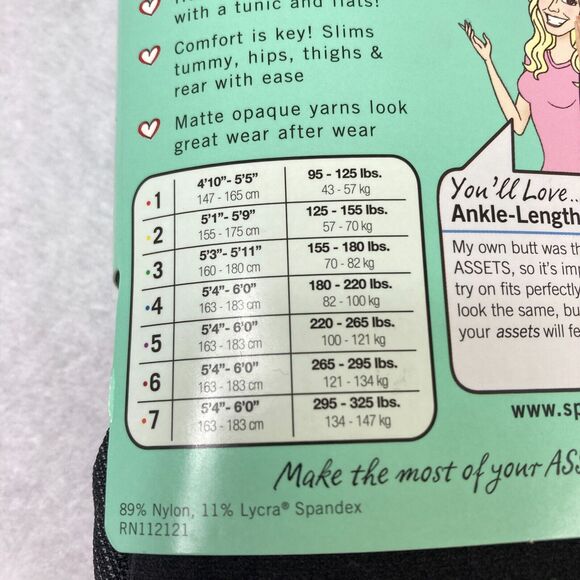 with a tunic and flats!
Comfort is key! Slims
tummy, hips, thighs &
rear with ease
Matte opaque yarns look
great wear after wear
1 4'10"- 5'5" 95 - 125 lbs.
147 - 165 cm 43 - 57 kg
2 5'1"- 5'9" 125 - 155 lbs.
155 - 175 cm 57 - 70 kg
3 5'3"- 5'11" 155 - 180 lbs.
160 - 180 cm 70 - 82 kg
4 5'4"- 6'0" 180 - 220 lbs.
163 - 183 cm 82 - 100 kg
5 5'4"- 6'0" 220 - 265 lbs.
163 - 183 cm 100 - 121 kg
6 5'4"- 6'0" 265 - 295 lbs.
163 - 183 cm 121 - 134 kg
7 5'4"- 6'0" 295 - 325 lbs.
163 - 183 cm 134 - 147 kg
You'll Love..
Ankle-Length
My own butt was th
ASSETS, so it's imp
try on fits perfectly
look the same, bu
your assets will fe
www.sp
Make the most of your ASS
89% Nylon, 11% Lycra® Spandex
RN112121